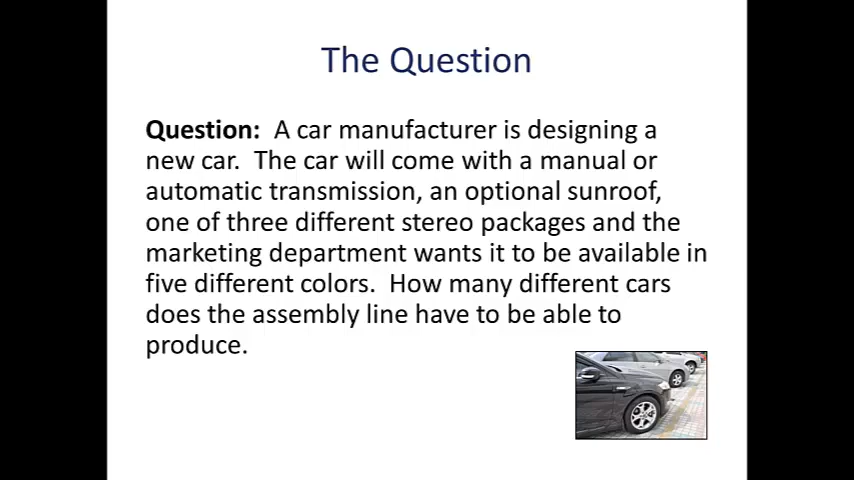 The Question
Question:  A car manufacturer is designing a
new car.  The car will come with a manual or
automatic transmission, an optional sunroof,
one of three different stereo packages and the
marketing department wants it to be available in
five different colors.  How many different cars
does the assembly line have to be able to
produce.